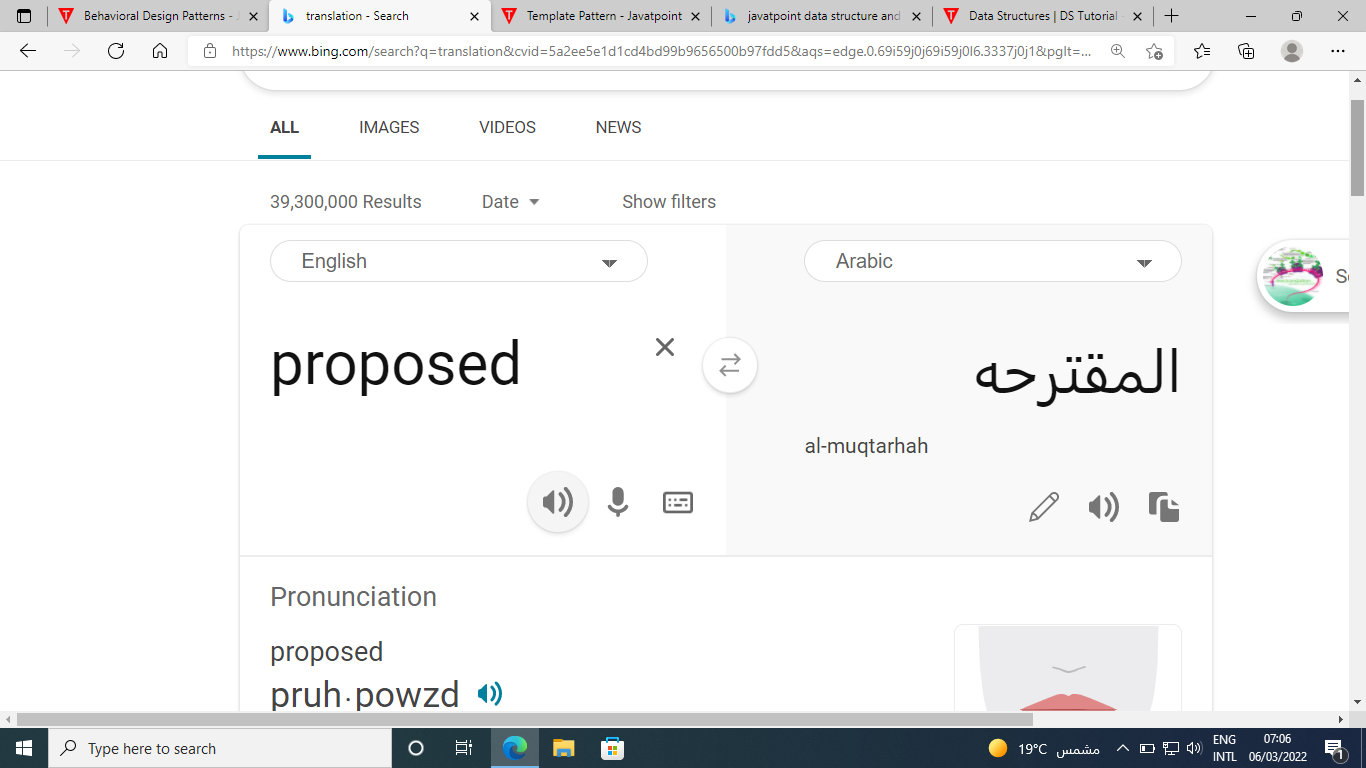 Behavioral Design Patterns - J
translation - Search
Template Pattern - Javatpoint
javatpoint data structure and
Data Structures | DS Tutorial -
https://www.bing.com/search?q=translation&cvid=5a2ee5e1d1cd4bd99b9656500b97fdd5&aqs=edge.0.69i59j0j69i59j0l6.3337j0j1&pglt=...
ALL IMAGES VIDEOS NEWS
39,300,000 Results Date Show filters
English Arabic
proposed المقترحه
al-muqtarhah
Pronunciation
proposed
pruh·powzd
Type here to search
19°C مشمس
ENG
INTL
07:06
06/03/2022
1